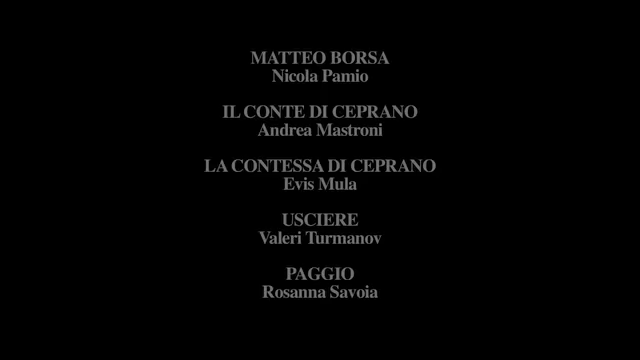 MATTEO BORSA
Nicola Pamio
IL CONTE DI CEPRANO
Andrea Mastroni
LA CONTESSA DI CEPRANO
Evis Mula
USCIERE
Valeri Turmanov
PAGGIO
Rosanna Savoia